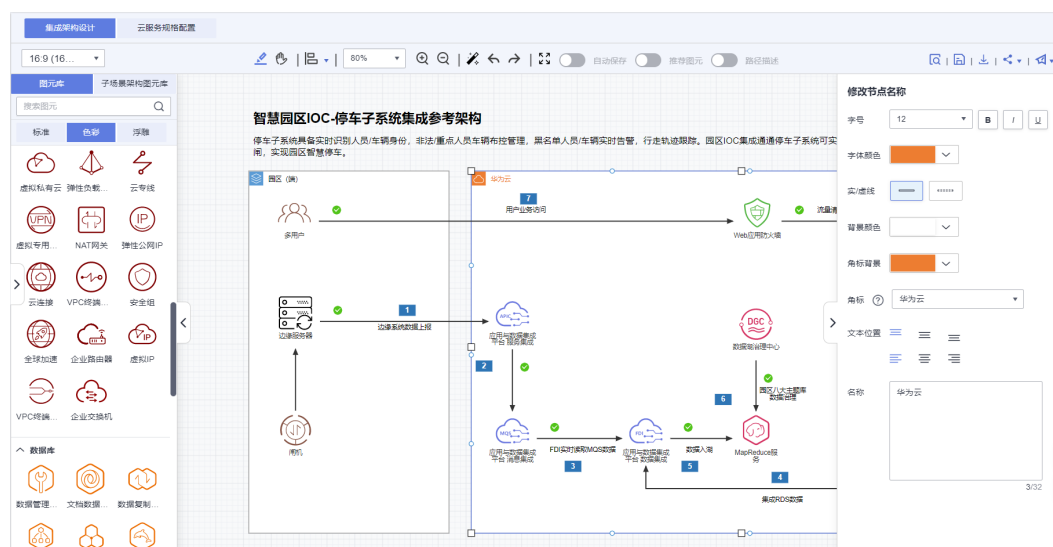 集成架构设计 云服务规格配置
16:9 (16... 80% 自动保存 推荐图元 路径描述
图元库 子场景架构图元库
搜索图元
标准 色彩 浮雕
虚拟私有云 弹性负载... 云专线
VPN IP
虚拟专用... NAT网关 弹性公网IP
云连接 VPC终端... 安全组
VIP
全球加速 企业路由器 虚拟IP
VPC终端... 企业交换机
数据库
数据管理... 文档数据... 数据复制...
智慧园区IOC-停车子系统集成参考架构
停车子系统具备实时识别人员/车辆身份，非法/重点人员车辆布控管理，黑名单人员/车辆实时告警，行走轨迹跟踪。园区IOC集成通通停车子系统可实
闸，实现园区智慧停车。
园区（端） 华为云
7
用户业务访问
多用户 Web应用防火墙 流量清
1
边缘系统数据上报
边缘服务器
APIC
应用与数据集成
平台 服务集成
DGC
数据湖治理中心
2
园区八大主题库
数据治理
6
闸机
MQS
应用与数据集成
平台 消息集成
FDI实时读取MQS数据
3
FDI
应用与数据集成
平台 数据集成
数据入湖
5
MapReduce服
务
4
集成RDS数据
修改节点名称
字号 12 B I U
字体颜色
实/虚线
背景颜色
角标背景
角标 ? 华为云
文本位置
名称 华为云
3/32